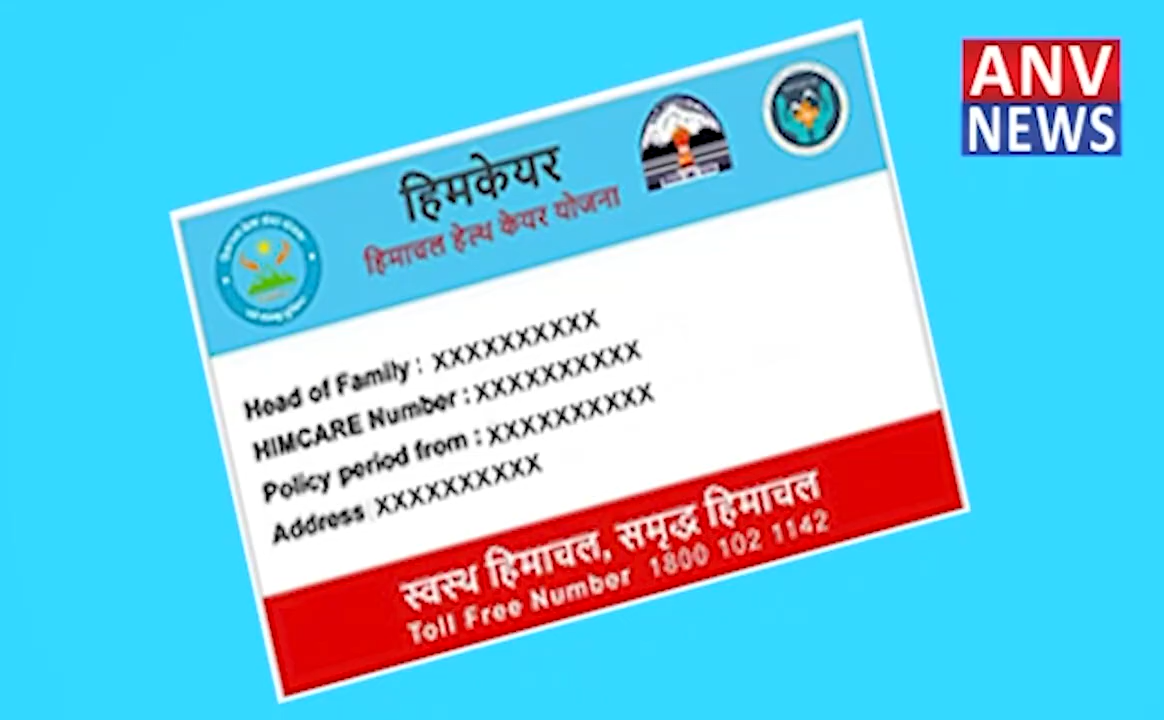 ANV
NEWS
हिमकेयर
हिमाचल हेल्थ केयर योजना
Head of Family : XXXXXXXXXX
HIMCARE Number : XXXXXXXXXX
Policy period from : XXXXXXXXXX
Address XXXXXXXXXX
स्वस्थ हिमाचल, समृद्ध हिमाचल
Toll Free Number 1800 102 1142